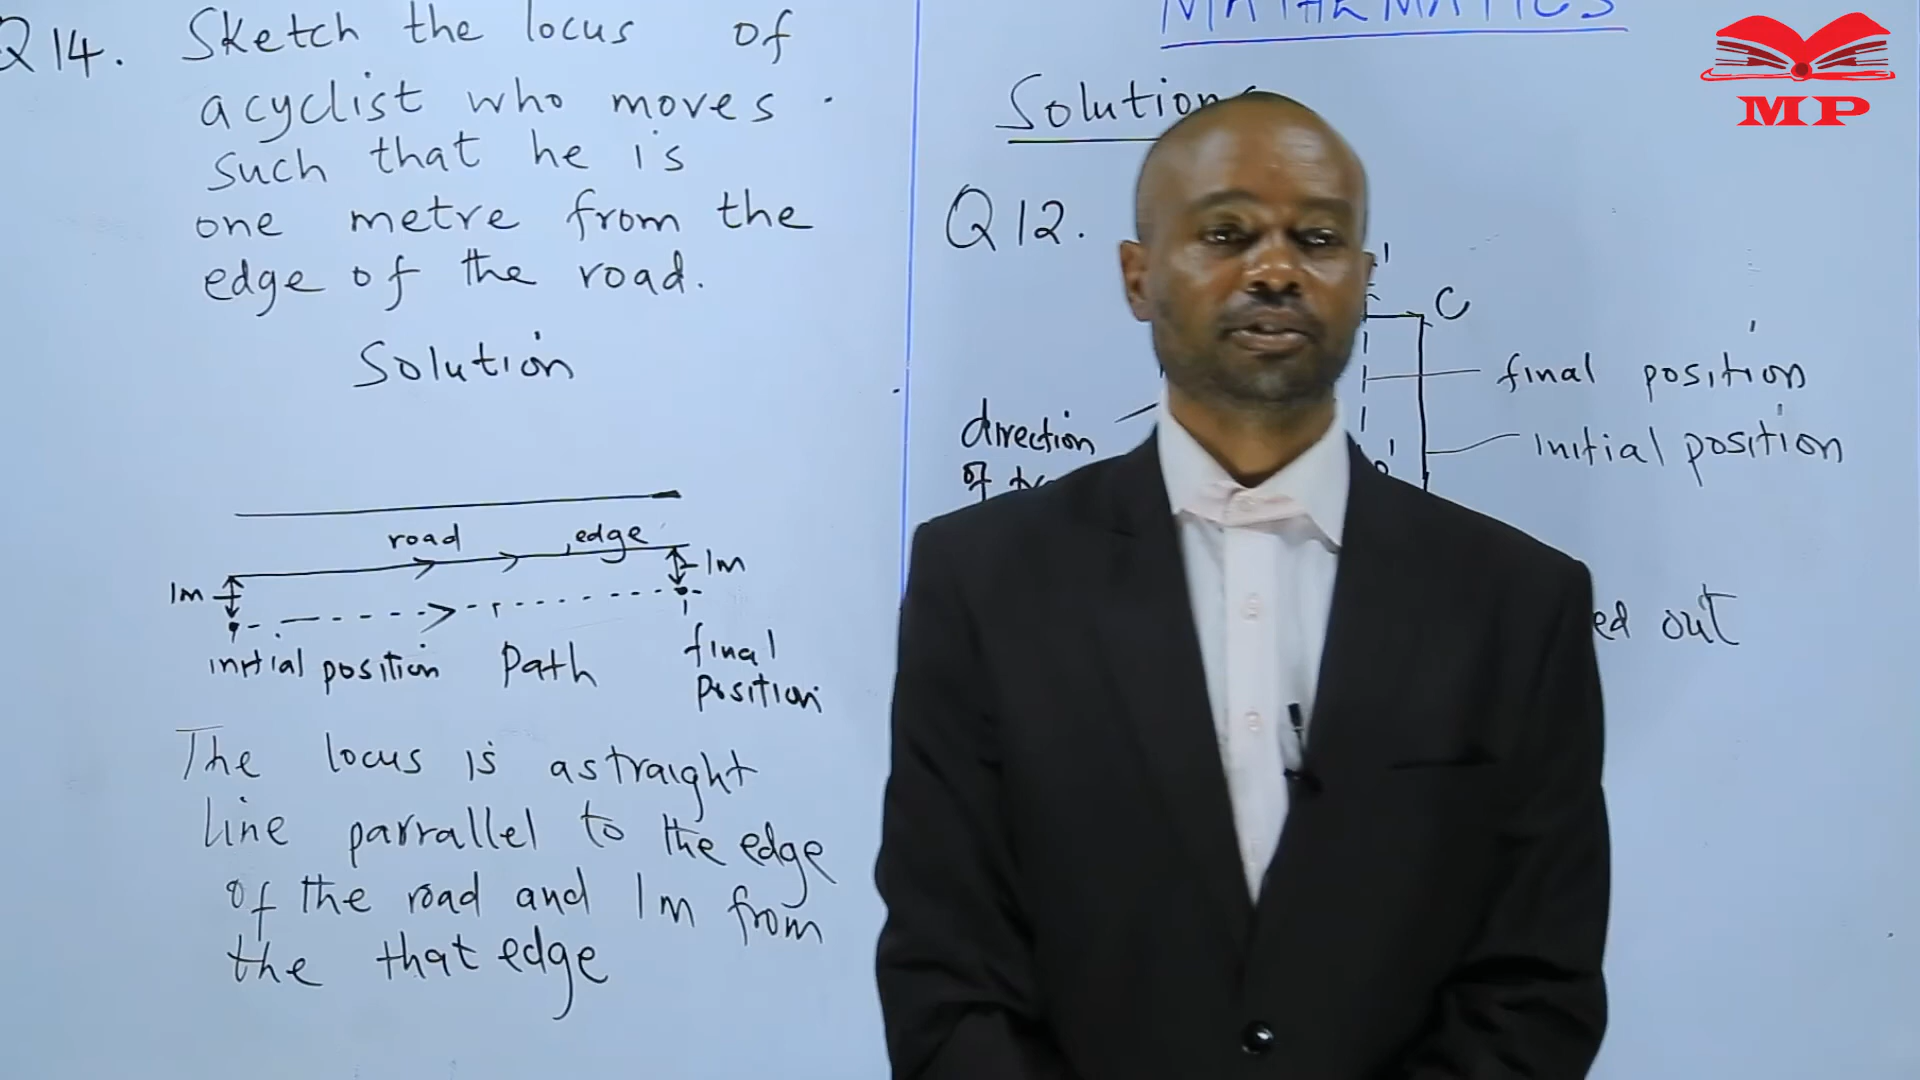 Q14. Sketch the locus of
a cyclist who moves
such that he is
one metre from the
edge of the road.
Solution
road edge
1m
1m
initial position Path final position
The locus is a straight
line parrallel to the edge
of the road and 1m from
the that edge
MATHEMATICS
Solution
Q12.
C
final position
direction
of
initial position
out
MP